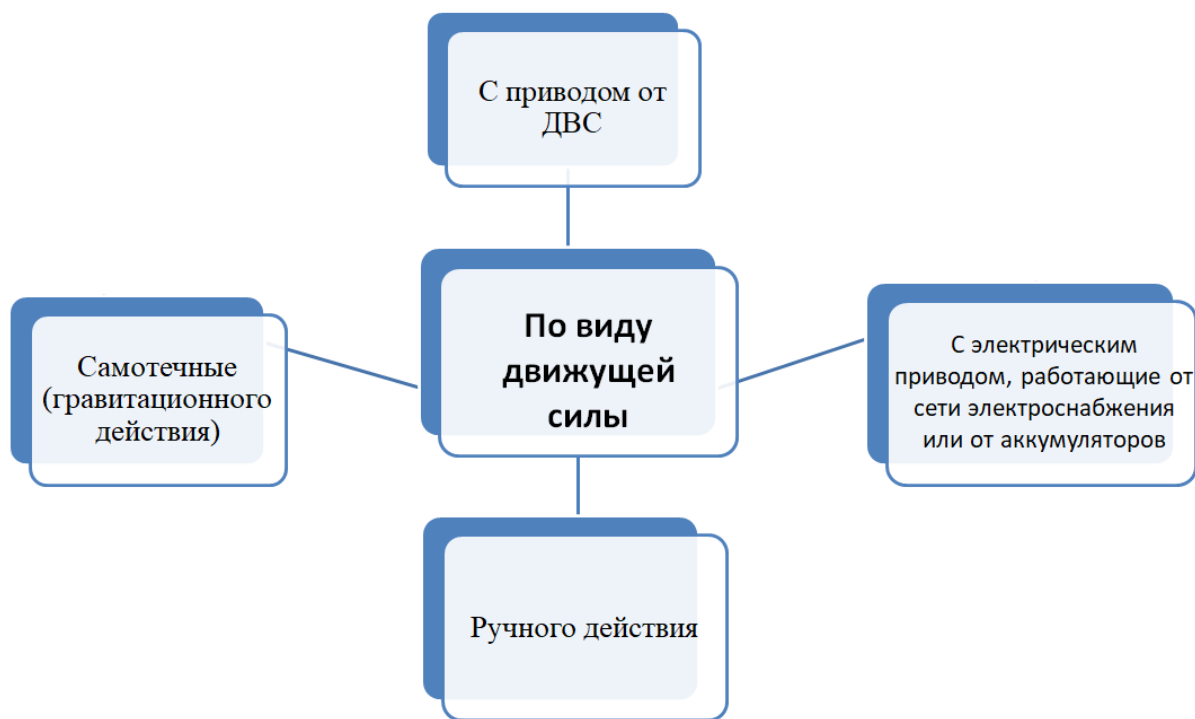 С приводом от
ДВС
Самотечные
(гравитационного
действия)
По виду
движущей
силы
С электрическим
приводом, работающие от
сети электроснабжения
или от аккумуляторов
Ручного действия